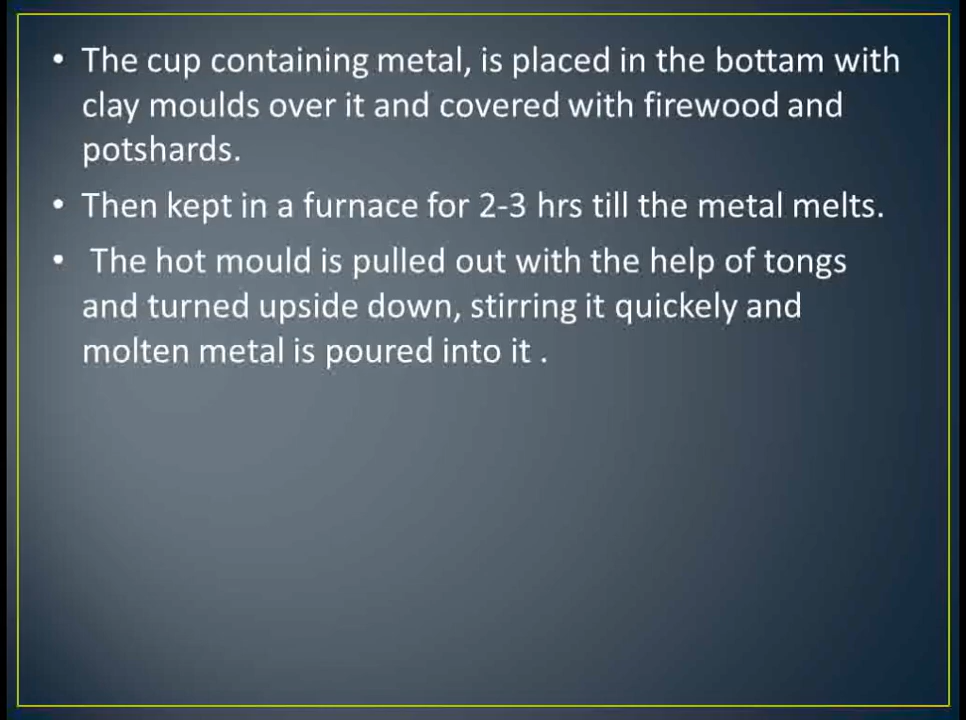 • The cup containing metal, is placed in the bottam with
clay moulds over it and covered with firewood and
potshards.
• Then kept in a furnace for 2-3 hrs till the metal melts.
• The hot mould is pulled out with the help of tongs
and turned upside down, stirring it quickely and
molten metal is poured into it .